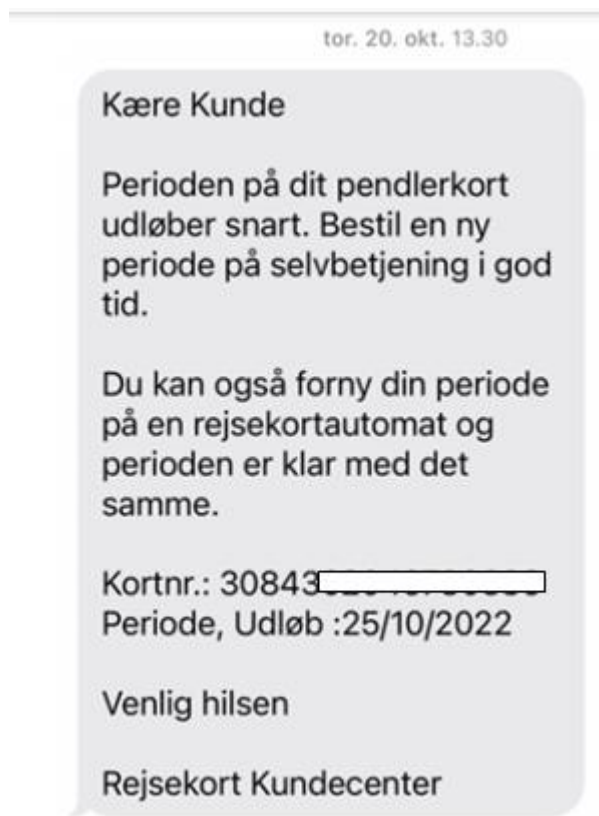 tor. 20. okt. 13.30
Kære Kunde
Perioden på dit pendlerkort
udløber snart. Bestil en ny
periode på selvbetjening i god
tid.
Du kan også forny din periode
på en rejsekortautomat og
perioden er klar med det
samme.
Kortnr.: 30843
Periode, Udløb :25/10/2022
Venlig hilsen
Rejsekort Kundecenter